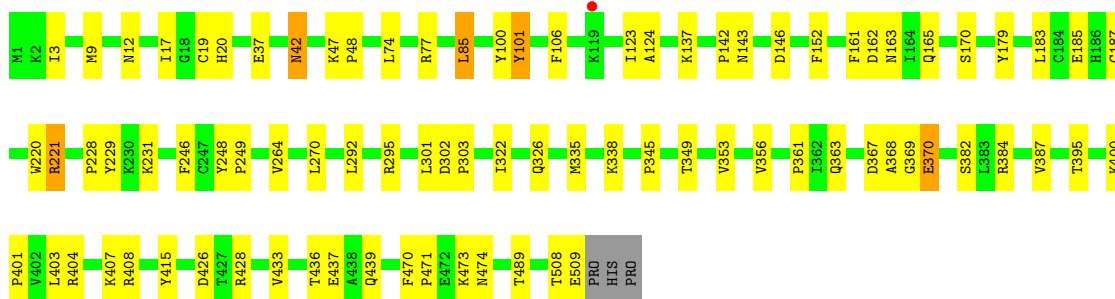 M1 K2 I3 M9 N12 I17 G18 C19 H20 E37 N42 K47 P48 L74 R77 L85 Y100 Y101 F106 K119 I123 A124 K137 P142 N143 D146 F152 F161 D162 N163 I164 Q165 S170 Y179 L183 C184 E185 H186
W220 R221 P228 Y229 K230 K231 F246 C247 Y248 P249 V264 L270 L292 R295 L301 D302 P303 I322 Q326 M335 K338 P345 T349 V353 V356 P361 I362 Q363 D367 A368 G369 E370 S382 L383 R384 V387 T395
P401 V402 L403 R404 K407 R408 Y415 D426 T427 R428 V433 T436 E437 A438 Q439 F470 P471 E472 K473 N474 T489 T508 E509 PRO HIS PRO